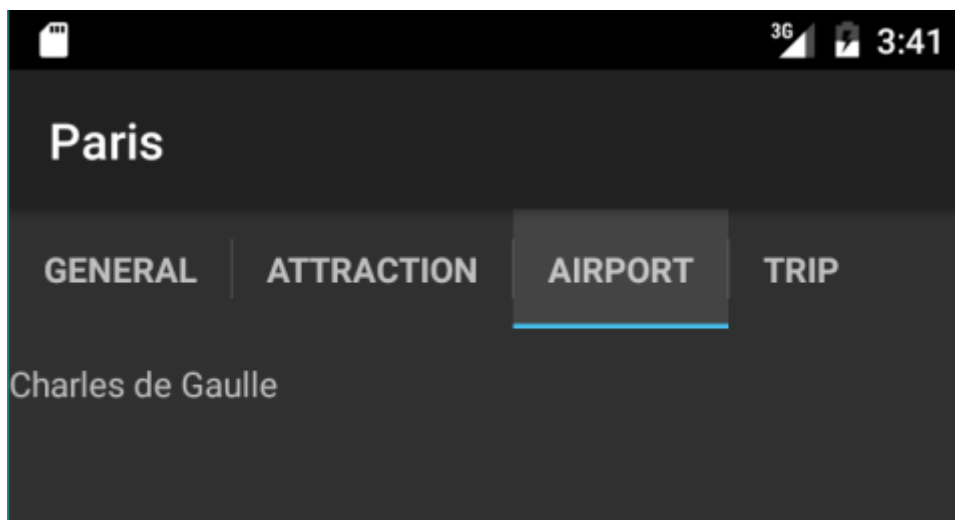 3G 3:41
Paris
GENERAL ATTRACTION AIRPORT TRIP
Charles de Gaulle